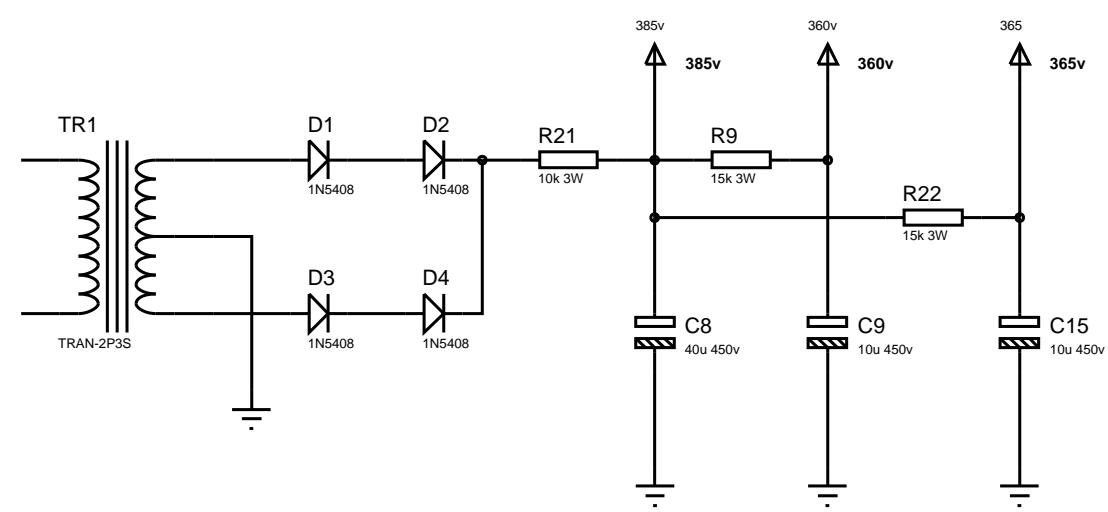 385v
360v
365
385v
360v
365v
TR1
D1
D2
R21
R9
1N5408
1N5408
10k 3W
15k 3W
R22
15k 3W
D3
D4
C8
C9
C15
TRAN-2P3S
1N5408
1N5408
40u 450v
10u 450v
10u 450v